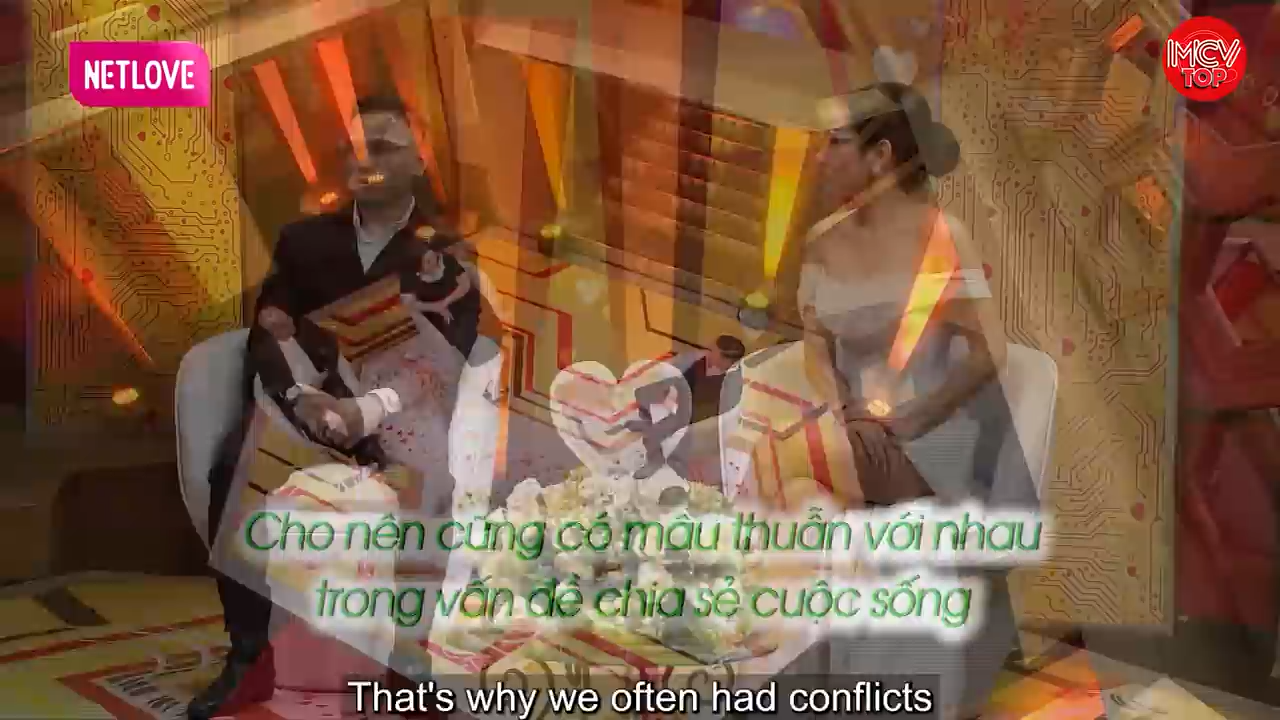 NETLOVE
MCV
TOP
Cho nên cũng có mâu thuẫn với nhau
trong vấn đề chia sẻ cuộc sống
That's why we often had conflicts